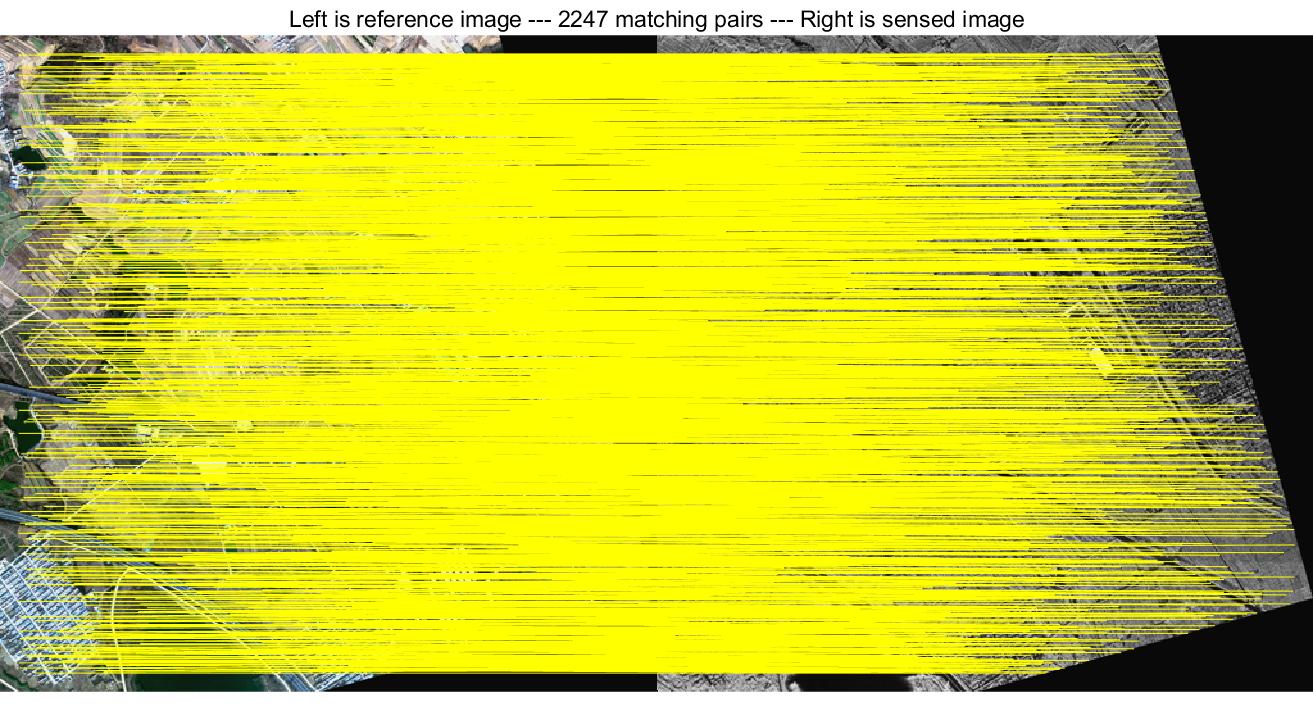 Left is reference image --- 2247 matching pairs --- Right is sensed image